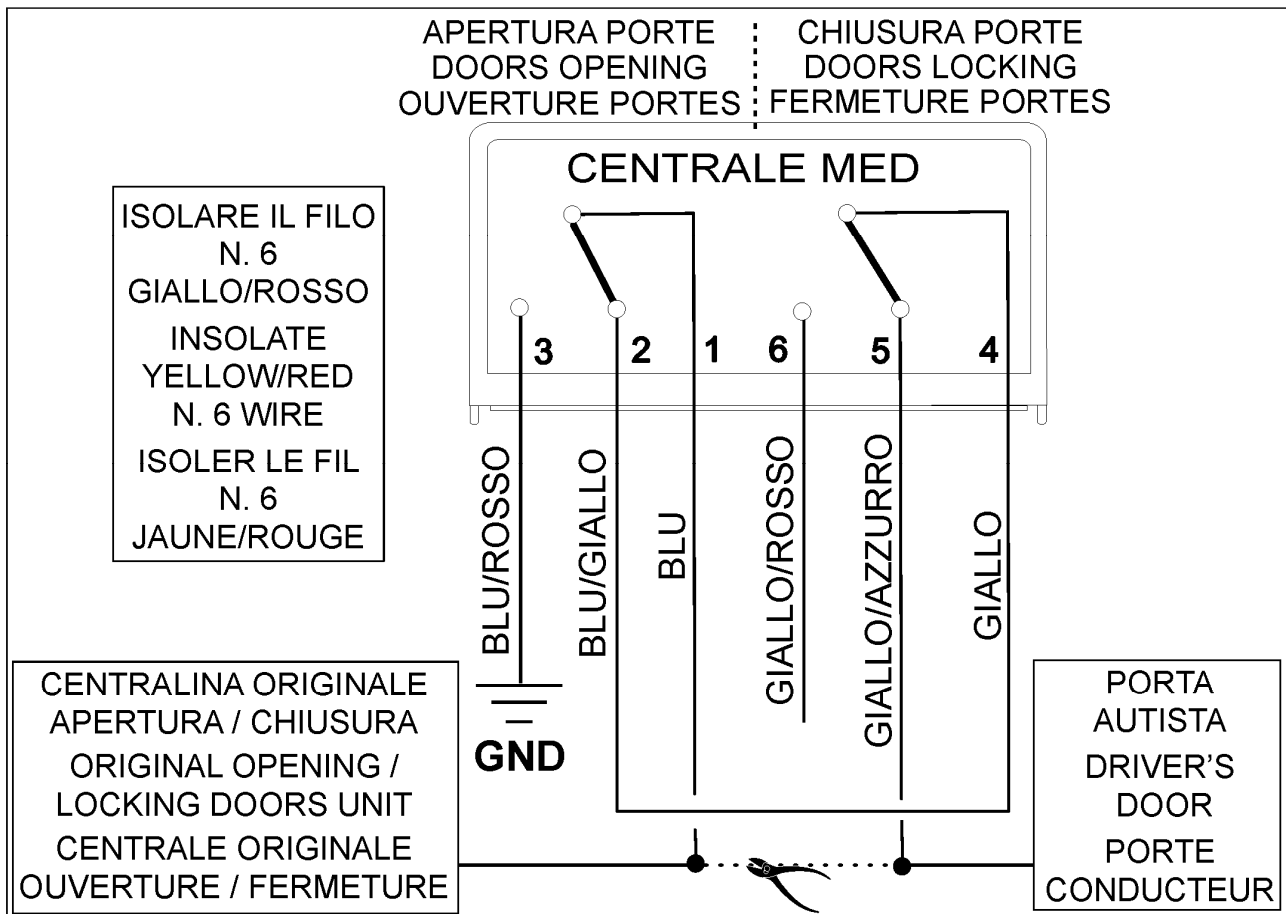 APERTURA PORTE
DOORS OPENING
OUVERTURE PORTES
CHIUSURA PORTE
DOORS LOCKING
FERMETURE PORTES
CENTRALE MED
ISOLARE IL FILO
N. 6
GIALLO/ROSSO
INSOLATE
YELLOW/RED
N. 6 WIRE
ISOLER LE FIL
N. 6
JAUNE/ROUGE
3 2 1 6 5 4
BLU/ROSSO
BLU/GIALLO
BLU
GIALLO/ROSSO
GIALLO/AZZURRO
GIALLO
GND
CENTRALINA ORIGINALE
APERTURA / CHIUSURA
ORIGINAL OPENING /
LOCKING DOORS UNIT
CENTRALE ORIGINALE
OUVERTURE / FERMETURE
PORTA
AUTISTA
DRIVER'S
DOOR
PORTE
CONDUCTEUR